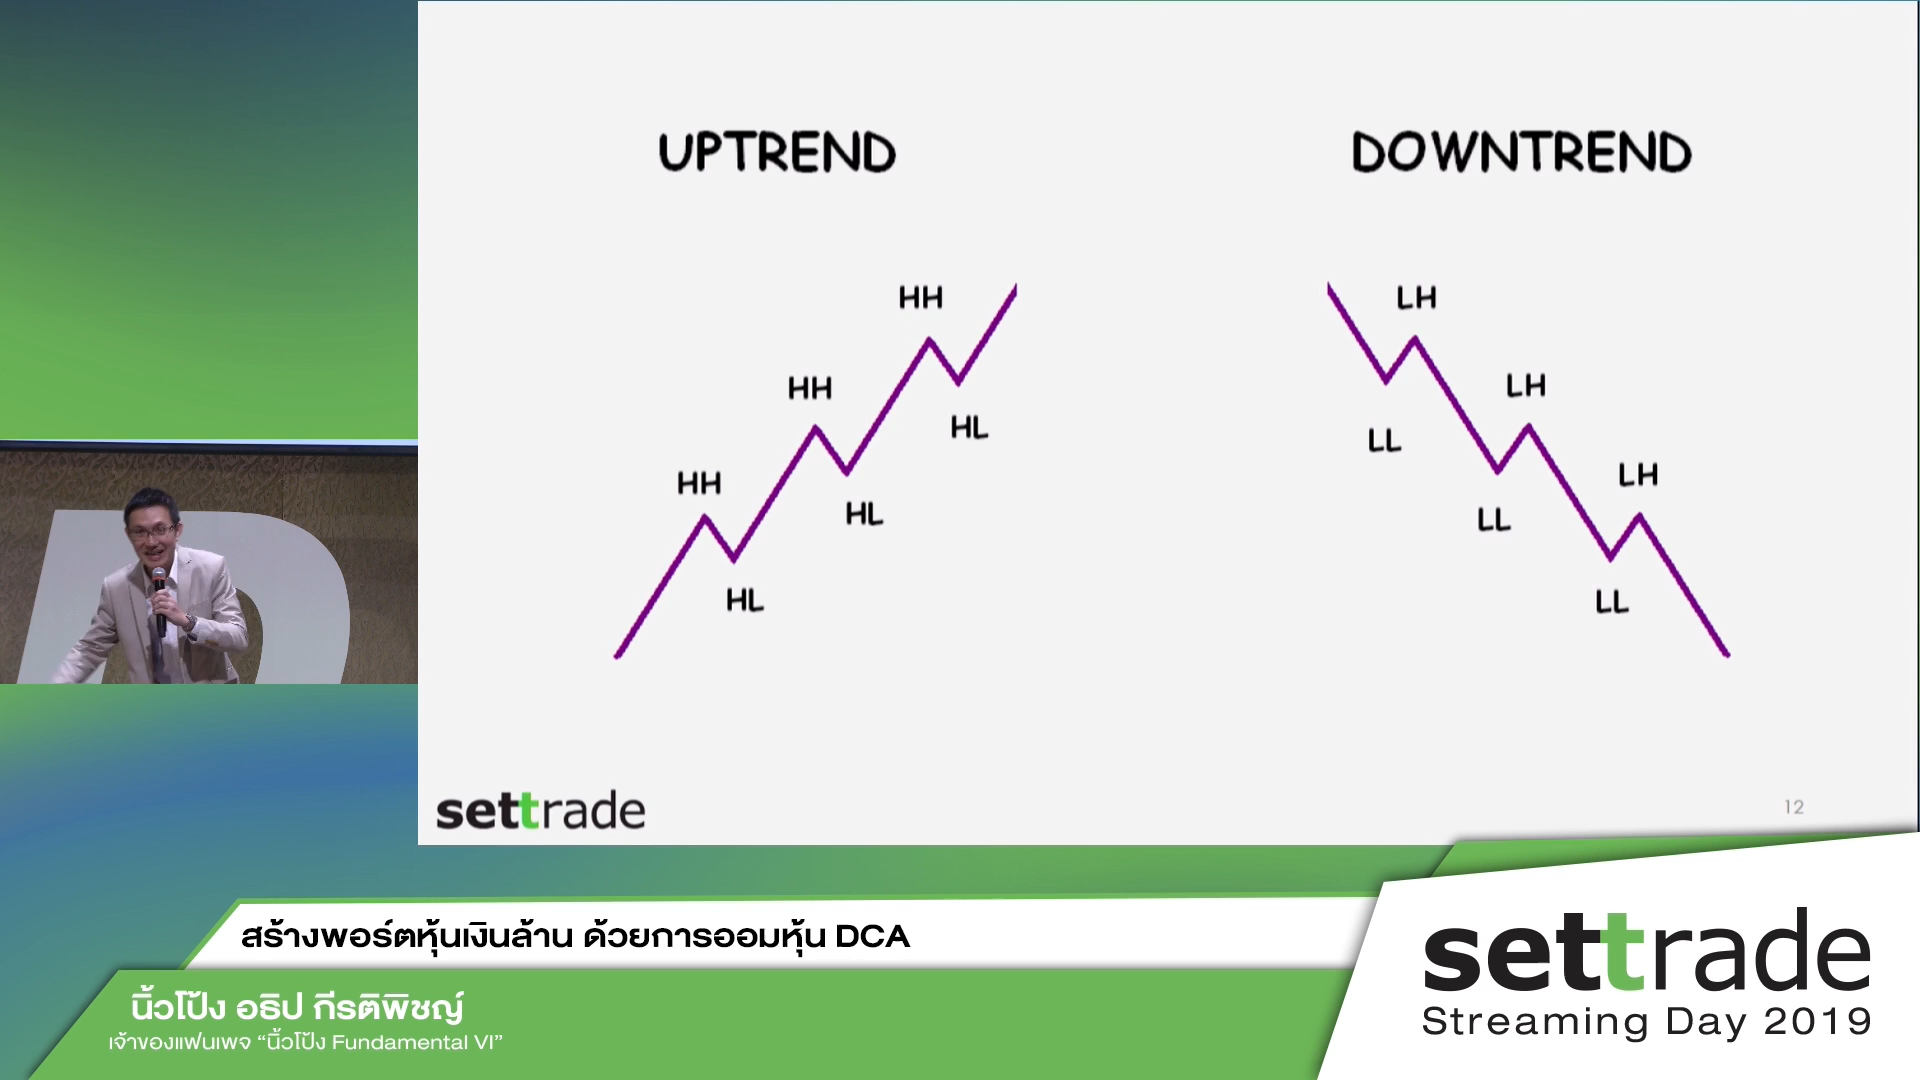 UPTREND
DOWNTREND
HH
HL
HH
HL
HH
HL
LH
LL
LH
LL
LH
LL
settrade
12
สร้างพอร์ตหุ้นเงินล้าน ด้วยการออมหุ้น DCA
นิ้วโป้ง อธิป กีรติพิชญ์
เจ้าของแฟนเพจ “นิ้วโป้ง Fundamental VI”
settrade
Streaming Day 2019